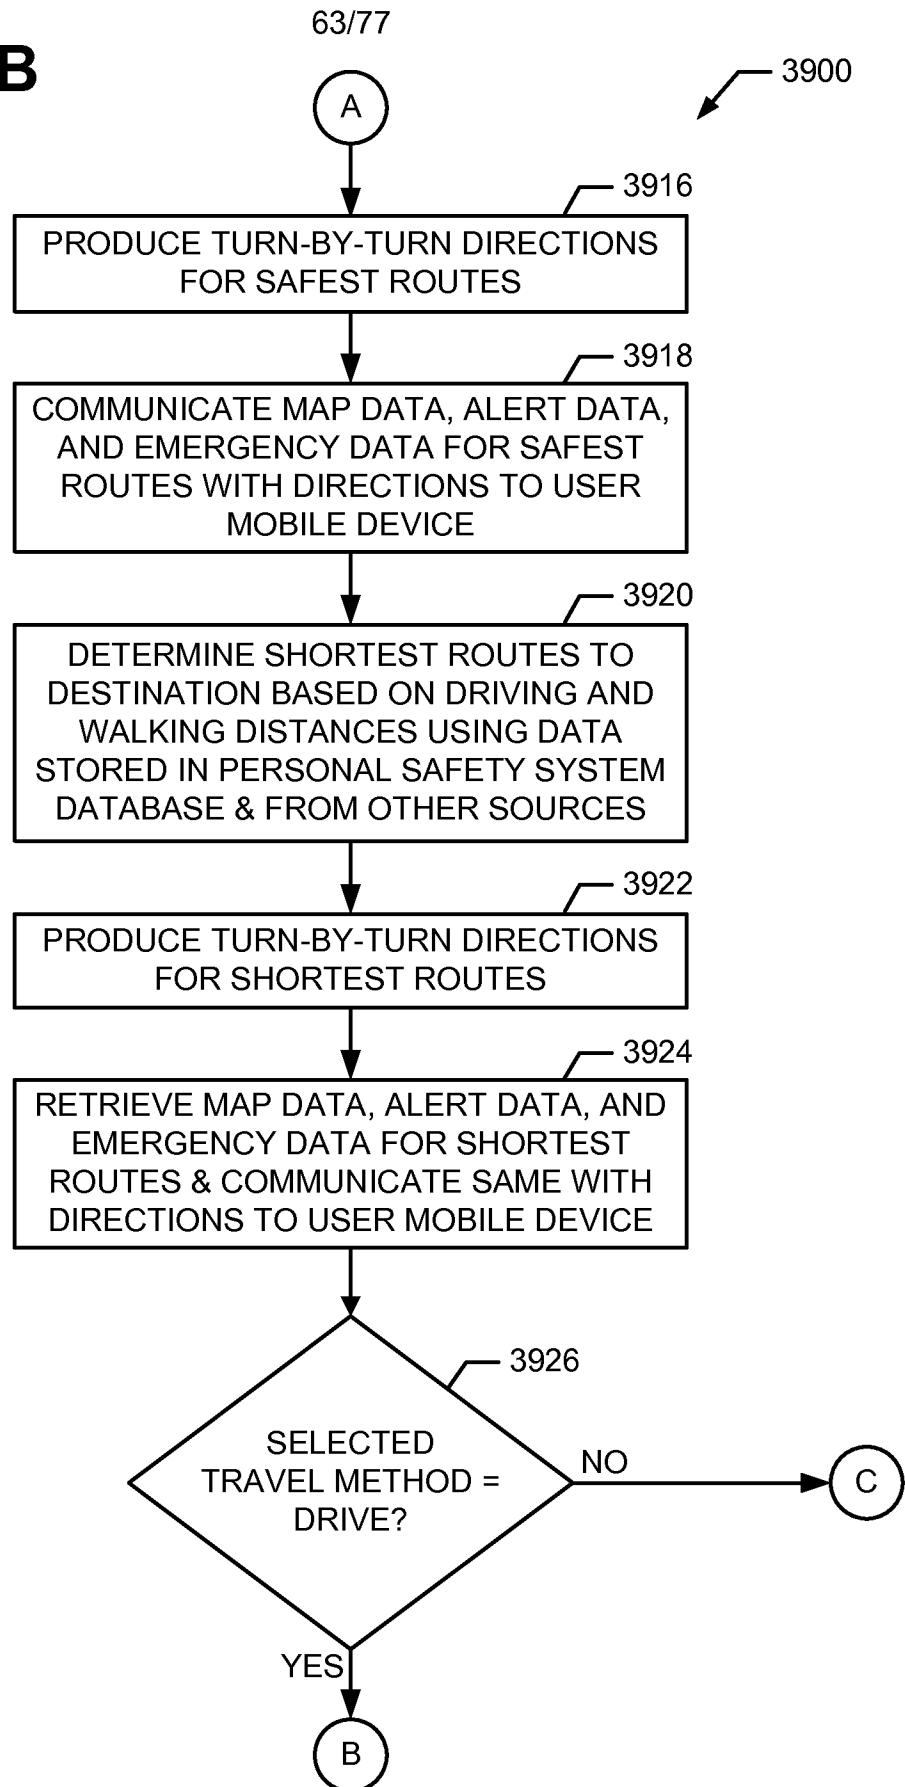 63/77
B
A
3900
3916
PRODUCE TURN-BY-TURN DIRECTIONS
FOR SAFEST ROUTES
3918
COMMUNICATE MAP DATA, ALERT DATA,
AND EMERGENCY DATA FOR SAFEST
ROUTES WITH DIRECTIONS TO USER
MOBILE DEVICE
3920
DETERMINE SHORTEST ROUTES TO
DESTINATION BASED ON DRIVING AND
WALKING DISTANCES USING DATA
STORED IN PERSONAL SAFETY SYSTEM
DATABASE & FROM OTHER SOURCES
3922
PRODUCE TURN-BY-TURN DIRECTIONS
FOR SHORTEST ROUTES
3924
RETRIEVE MAP DATA, ALERT DATA, AND
EMERGENCY DATA FOR SHORTEST
ROUTES & COMMUNICATE SAME WITH
DIRECTIONS TO USER MOBILE DEVICE
3926
SELECTED
TRAVEL METHOD =
DRIVE?
NO
C
YES
B